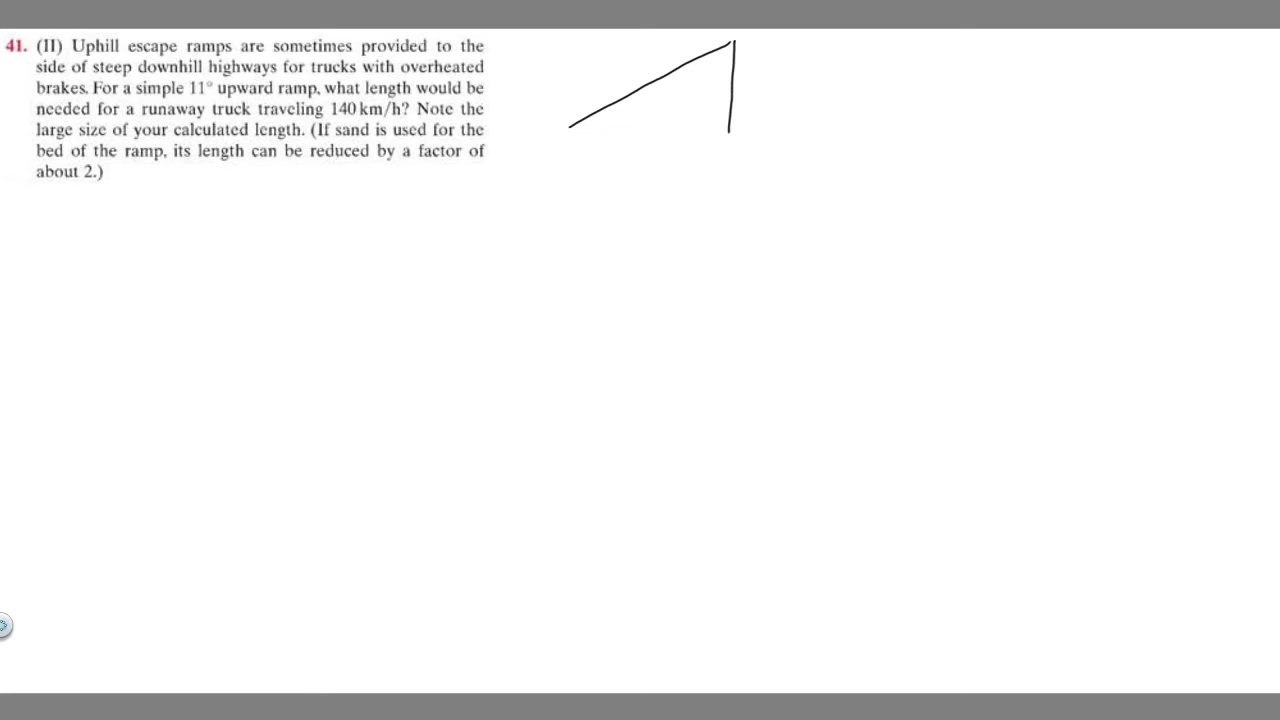 41. (II) Uphill escape ramps are sometimes provided to the
side of steep downhill highways for trucks with overheated
brakes. For a simple 11° upward ramp, what length would be
needed for a runaway truck traveling 140 km/h? Note the
large size of your calculated length. (If sand is used for the
bed of the ramp, its length can be reduced by a factor of
about 2.)